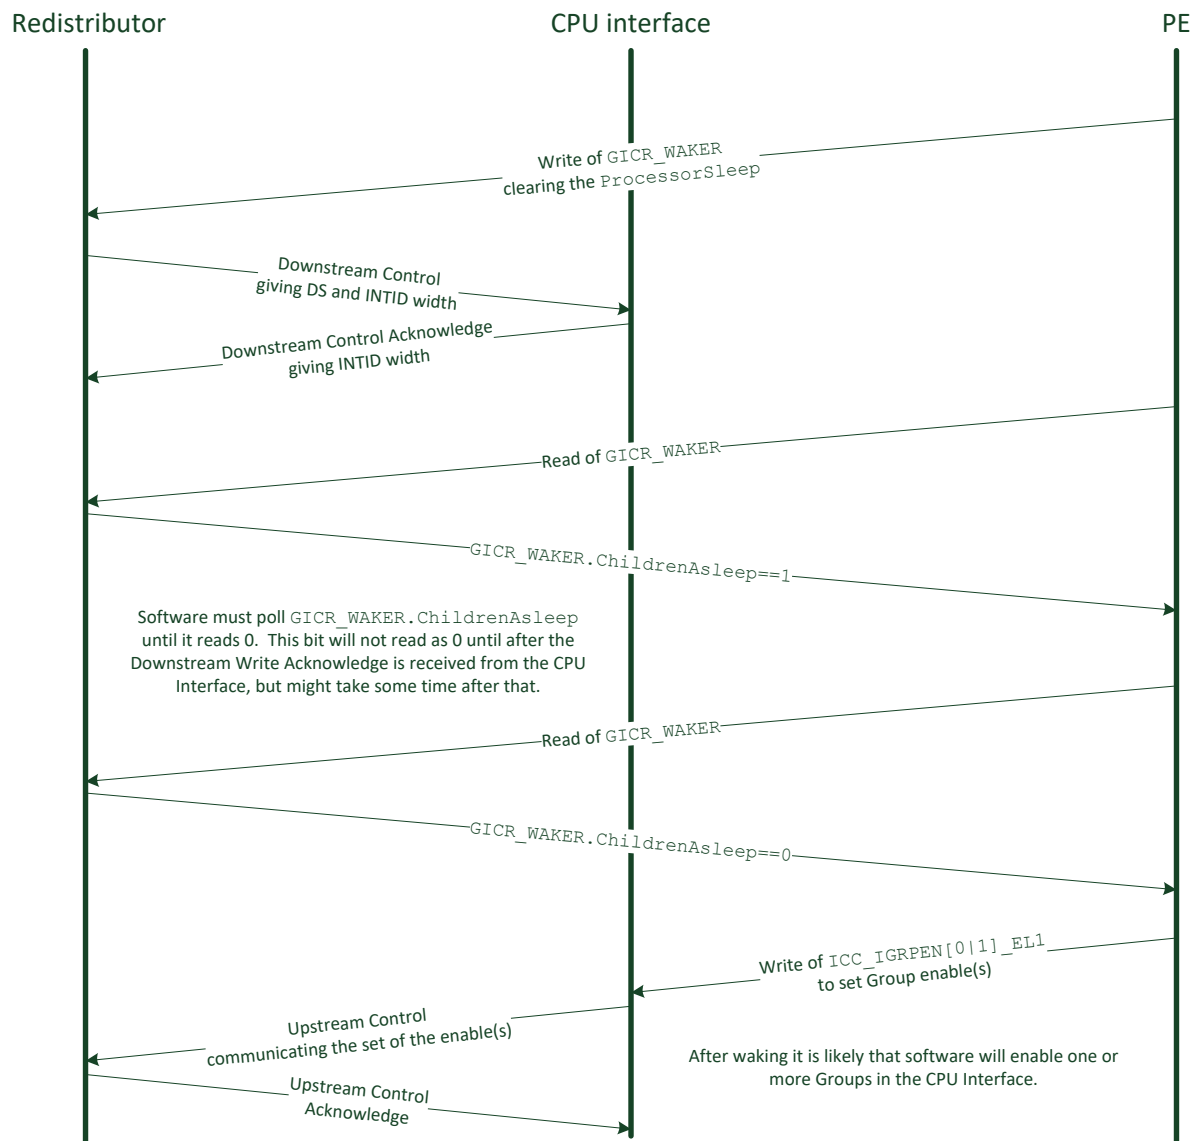 Redistributor
CPU interface
PE
Write of GICR_WAKER
clearing the ProcessorSleep
Downstream Control
giving DS and INTID width
Downstream Control Acknowledge
giving INTID width
Read of GICR_WAKER
GICR_WAKER.ChildrenAsleep==1
Software must poll GICR_WAKER.ChildrenAsleep
until it reads 0. This bit will not read as 0 until after the
Downstream Write Acknowledge is received from the CPU
Interface, but might take some time after that.
Read of GICR_WAKER
GICR_WAKER.ChildrenAsleep==0
Write of ICC_IGRPEN[0|1]_EL1
to set Group enable(s)
Upstream Control
communicating the set of the enable(s)
After waking it is likely that software will enable one or
more Groups in the CPU Interface.
Upstream Control
Acknowledge